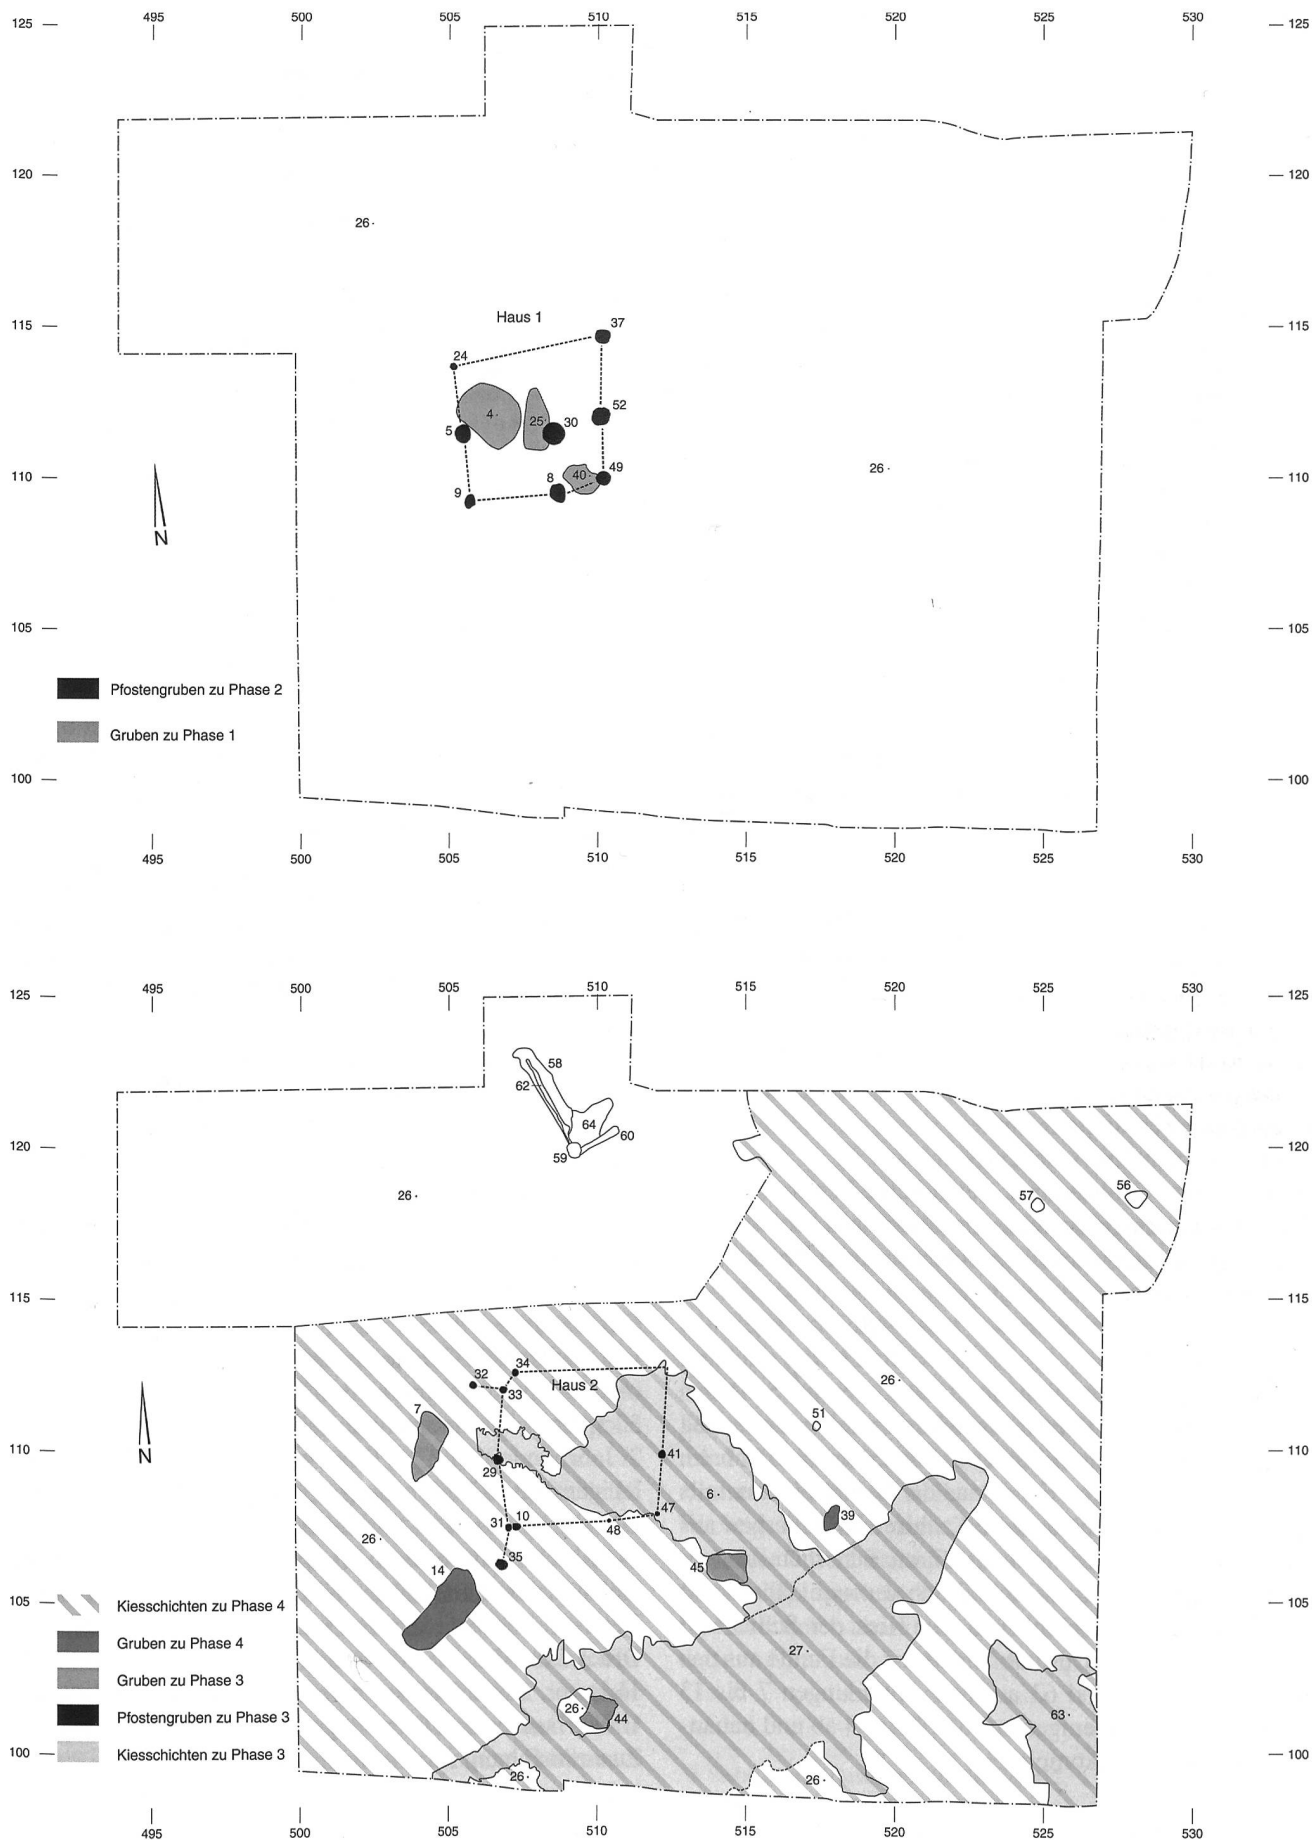 495 500 505 510 515 520 525 530
125 125
120 120
26
Haus 1
37
115 115
24
52
4 25 30
5
40 49
8
110 26 110
9
N
105 105
Pfostengruben zu Phase 2
Gruben zu Phase 1
100 100
495 500 505 510 515 520 525 530
495 500 505 510 515 520 525 530
125 125
58
62
64
60
59
120 120
26
57 56
115 115
34
32
33
Haus 2
26
7
51
110 110
N
29
41
6
47
31 10
48
39
26
35
14
45
105 105
Kiesschichten zu Phase 4
Gruben zu Phase 4
27
Gruben zu Phase 3
26
44
63
Pfostengruben zu Phase 3
Kiesschichten zu Phase 3
100 100
26 26
495 500 505 510 515 520 525 530